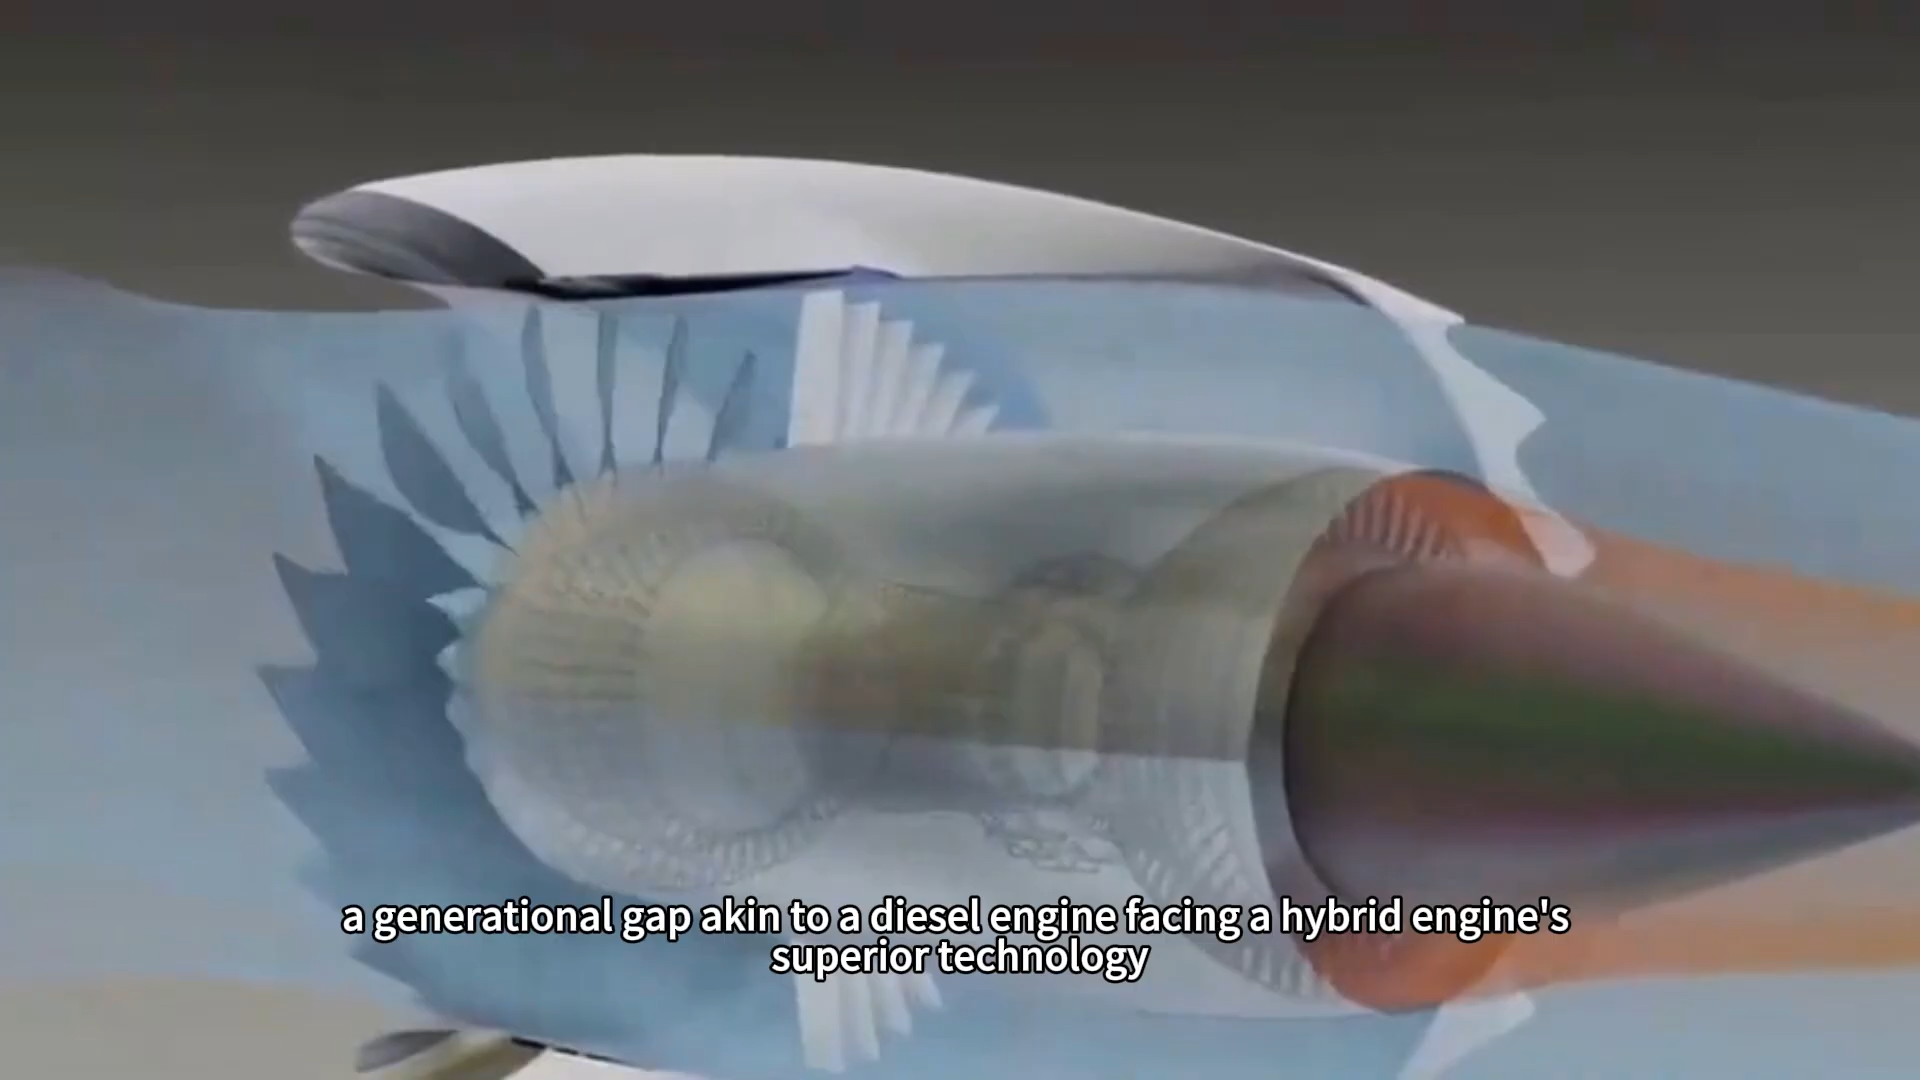 a generational gap akin to a diesel engine facing a hybrid engine's
superior technology